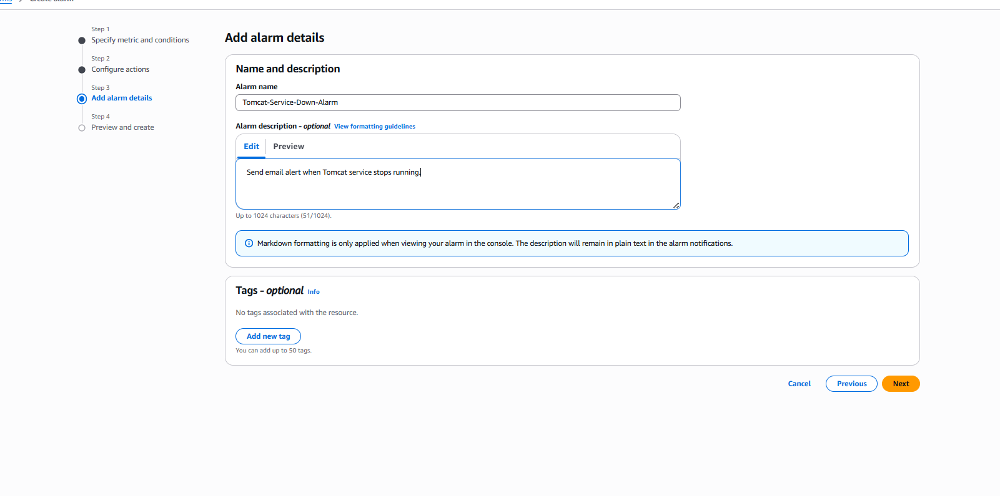 Create alarm
Step 1
Specify metric and conditions
Step 2
Configure actions
Step 3
Add alarm details
Step 4
Preview and create
Add alarm details
Name and description
Alarm name
Tomcat-Service-Down-Alarm
Alarm description - optional View formatting guidelines
Edit Preview
Send email alert when Tomcat service stops running.
Up to 1024 characters (51/1024).
Markdown formatting is only applied when viewing your alarm in the console. The description will remain in plain text in the alarm notifications.
Tags - optional Info
No tags associated with the resource.
Add new tag
You can add up to 50 tags.
Cancel Previous Next